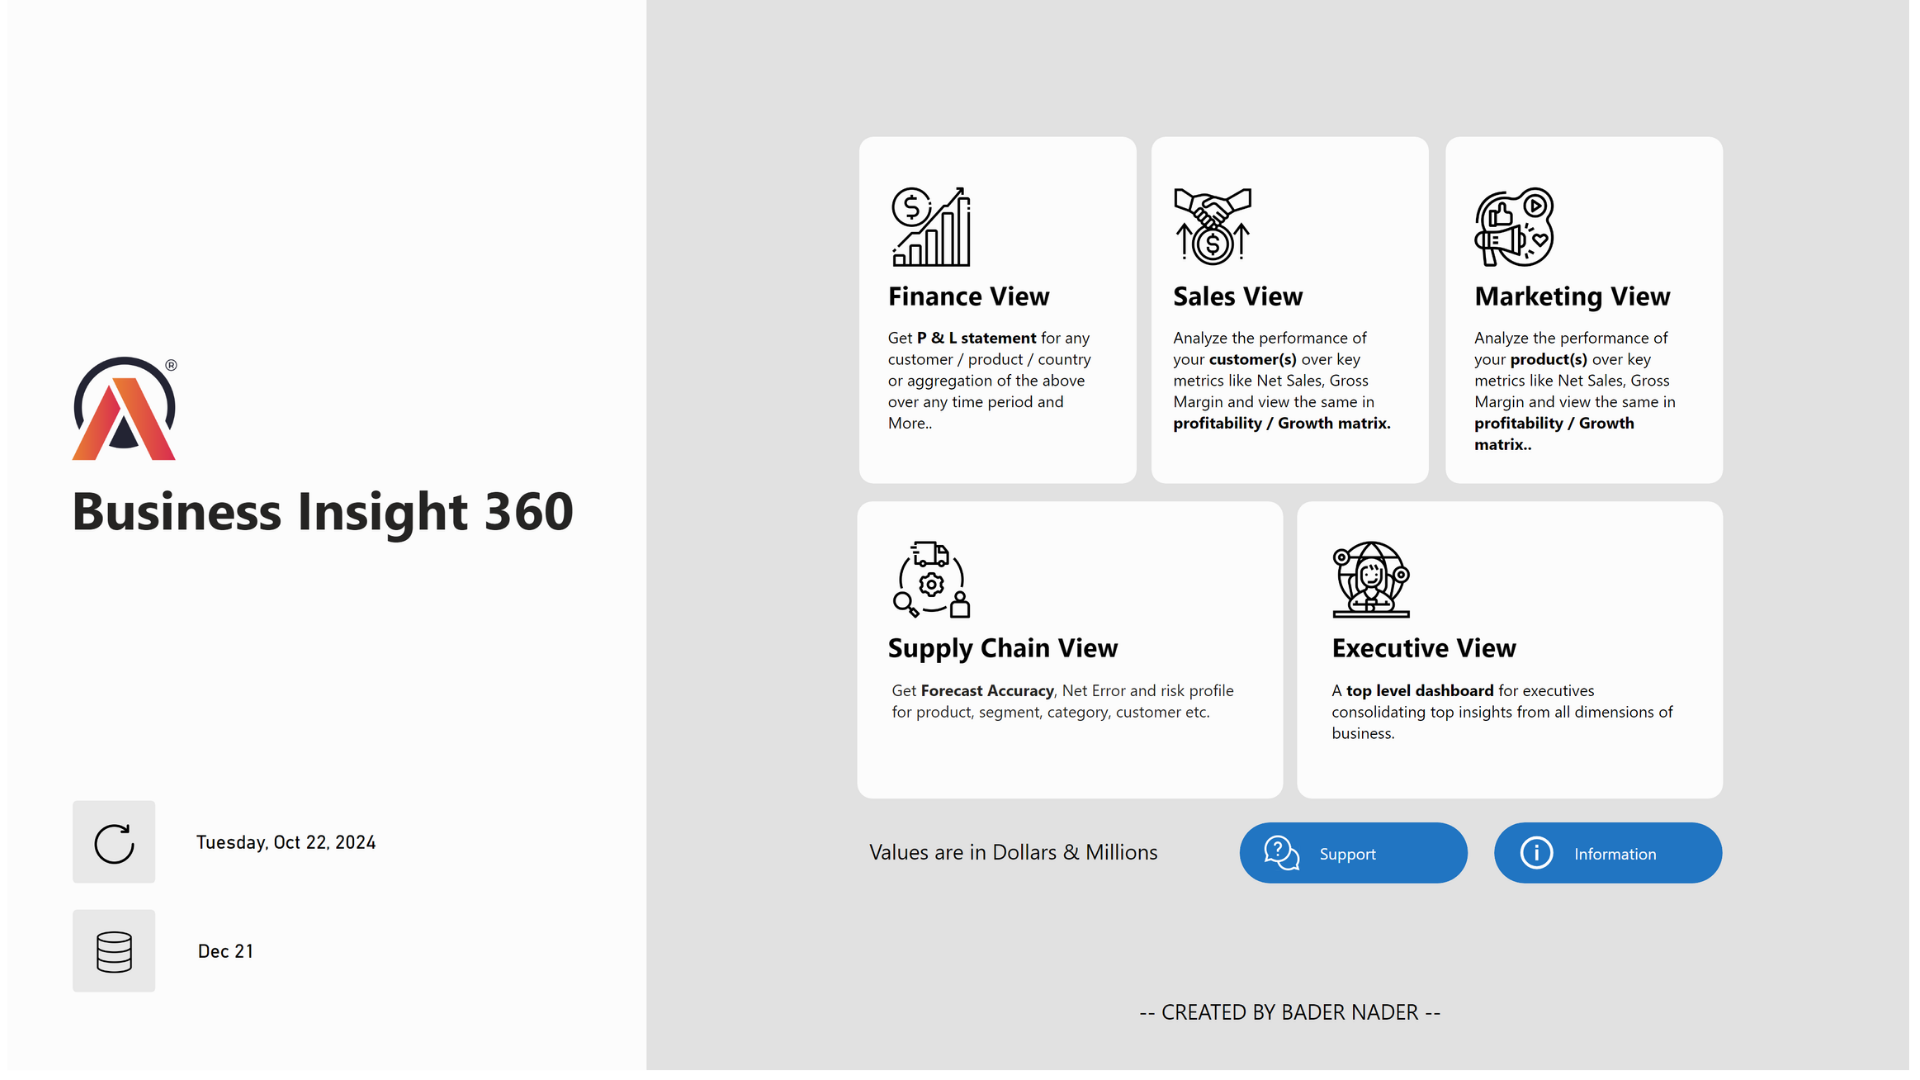 ®
Business Insight 360
Tuesday, Oct 22, 2024
Dec 21
Finance View
Get P & L statement for any
customer / product / country
or aggregation of the above
over any time period and
More..
Sales View
Analyze the performance of
your customer(s) over key
metrics like Net Sales, Gross
Margin and view the same in
profitability / Growth matrix.
Marketing View
Analyze the performance of
your product(s) over key
metrics like Net Sales, Gross
Margin and view the same in
profitability / Growth
matrix..
Supply Chain View
Get Forecast Accuracy, Net Error and risk profile
for product, segment, category, customer etc.
Executive View
A top level dashboard for executives
consolidating top insights from all dimensions of
business.
Values are in Dollars & Millions
Support
Information
-- CREATED BY BADER NADER --